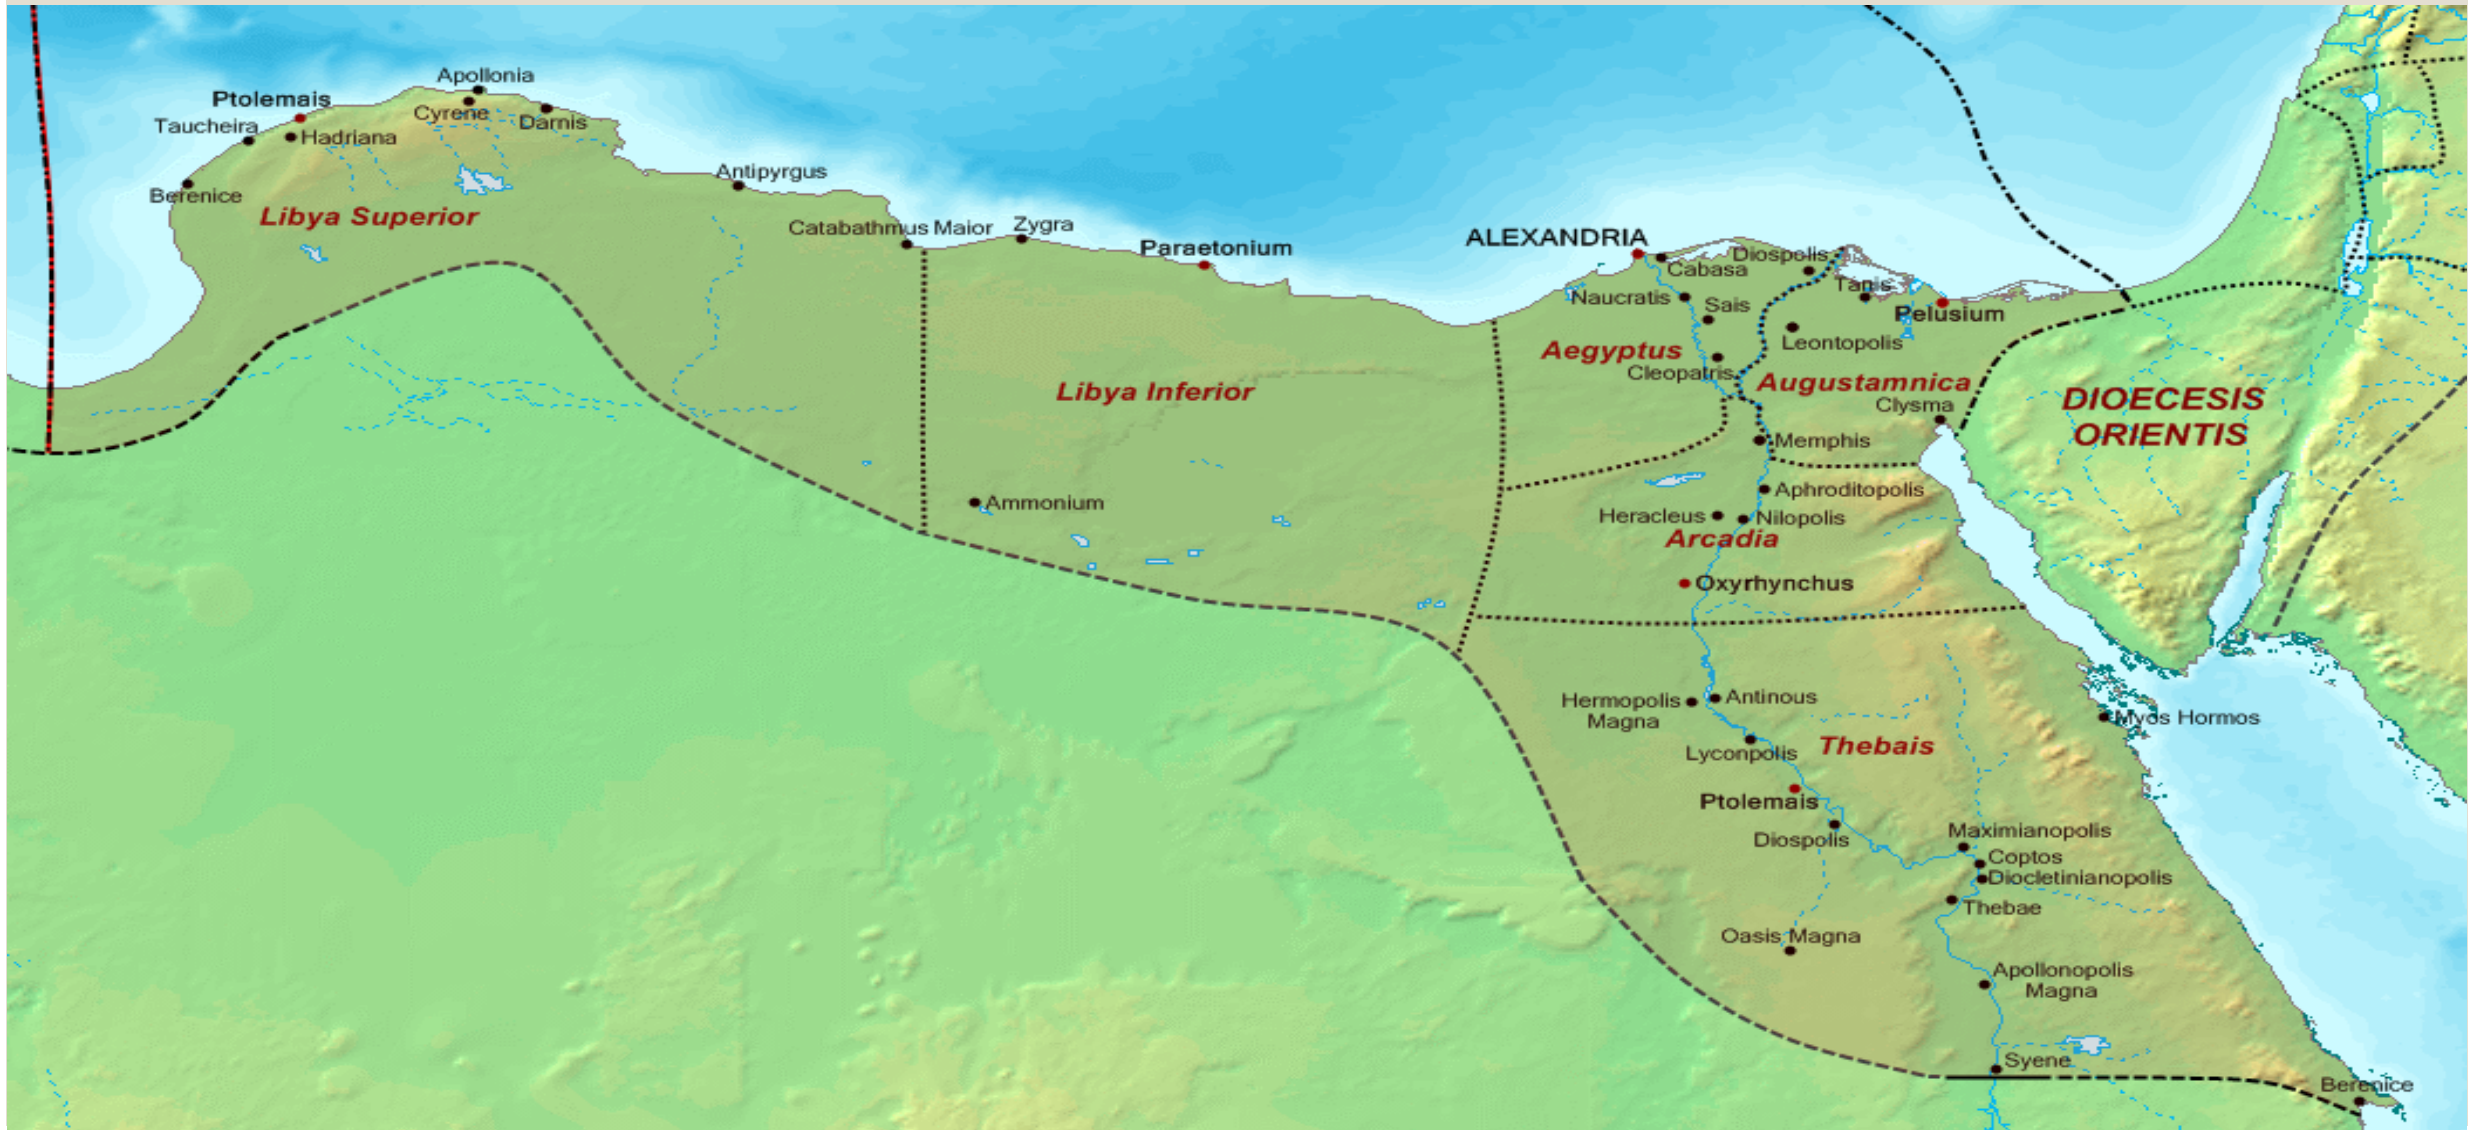 Apollonia
Ptolemais
Cyrene
Darnis
Taucheira
Hadriana
Berenice
Libya Superior
Antipyrgus
Catabathmus Maior
Zygra
Paraetonium
ALEXANDRIA
Cabasa
Diospolis
Naucratis
Sais
Tanis
Pelusium
Leontopolis
Aegyptus
Cleopatris
Augustamnica
Clysma
DIOECESIS
ORIENTIS
Libya Inferior
Memphis
Ammonium
Aphroditopolis
Heracleus
Nilopolis
Arcadia
Oxyrhynchus
Hermopolis
Magna
Antinous
Myos Hormos
Lyconpolis
Thebais
Ptolemais
Diospolis
Maximianopolis
Coptos
Diocletinianopolis
Thebae
Oasis Magna
Apollonopolis
Magna
Syene
Berenice